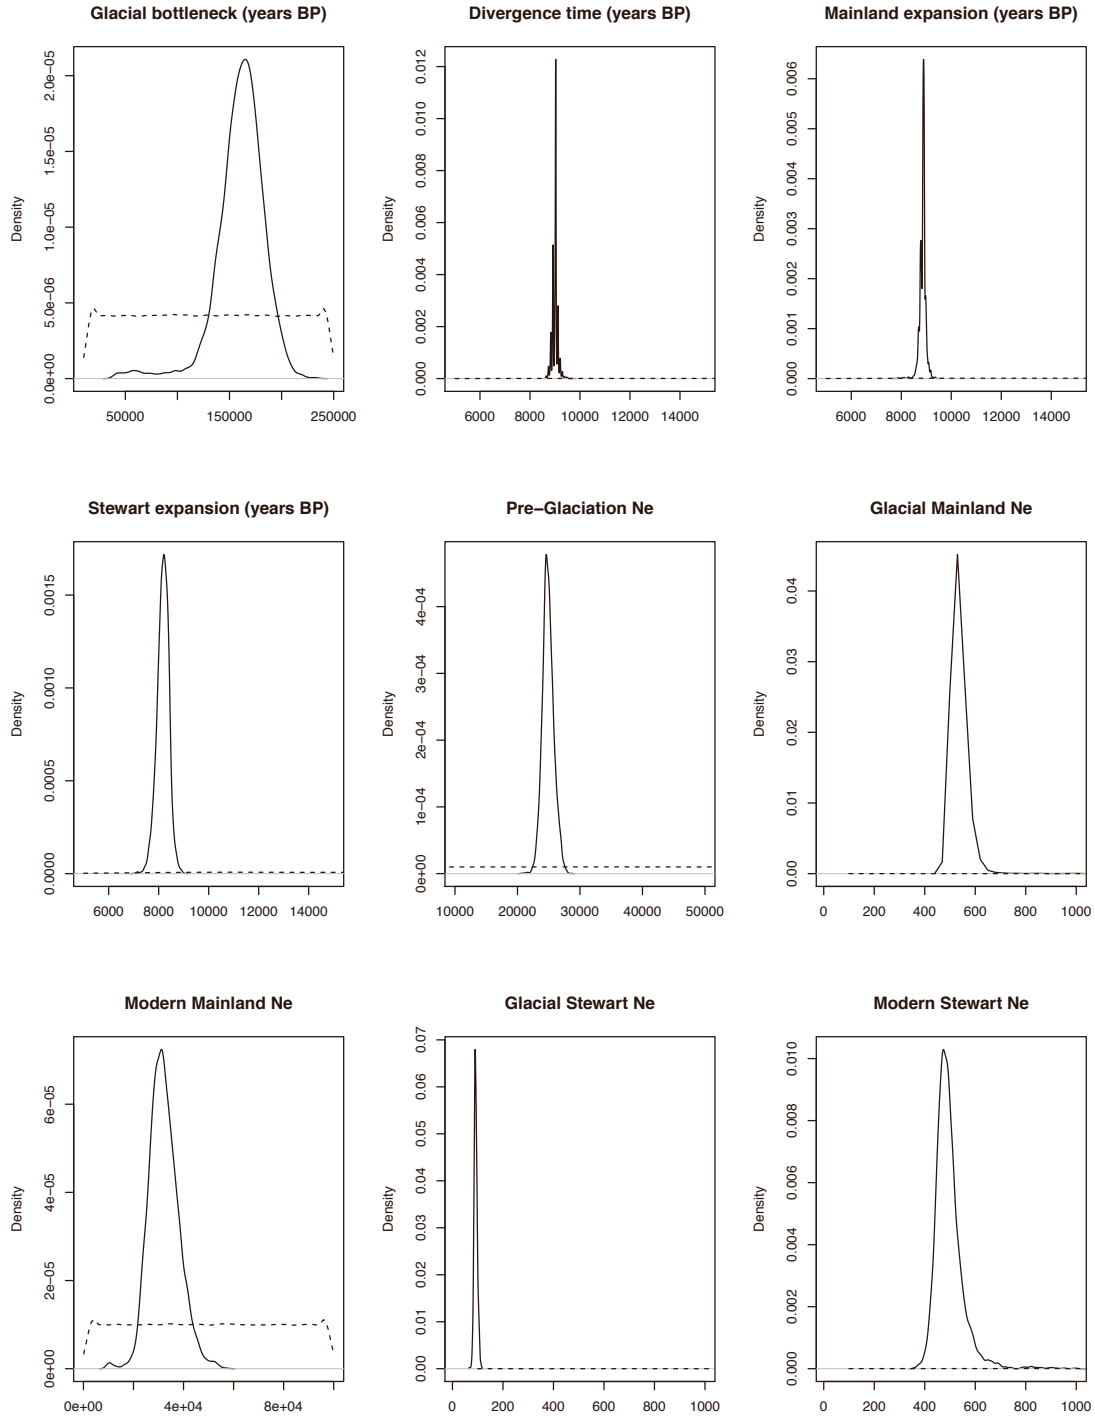 Glacial bottleneck (years BP)
Density
0.0e+00 5.0e−06 1.0e−05 1.5e−05 2.0e−05
50000 150000 250000
Divergence time (years BP)
Density
0.000 0.002 0.004 0.006 0.008 0.010 0.012
6000 8000 10000 12000 14000
Mainland expansion (years BP)
Density
0.000 0.001 0.002 0.003 0.004 0.005 0.006
6000 8000 10000 12000 14000
Stewart expansion (years BP)
Density
0.0000 0.0005 0.0010 0.0015
6000 8000 10000 12000 14000
Pre−Glaciation Ne
Density
0e+00 1e−04 2e−04 3e−04 4e−04
10000 20000 30000 40000 50000
Glacial Mainland Ne
Density
0.00 0.01 0.02 0.03 0.04
0 200 400 600 800 1000
Modern Mainland Ne
Density
0e+00 2e−05 4e−05 6e−05
0e+00 4e+04 8e+04
Glacial Stewart Ne
Density
0.00 0.01 0.02 0.03 0.04 0.05 0.06 0.07
0 200 400 600 800 1000
Modern Stewart Ne
Density
0.000 0.002 0.004 0.006 0.008 0.010
0 200 400 600 800 1000